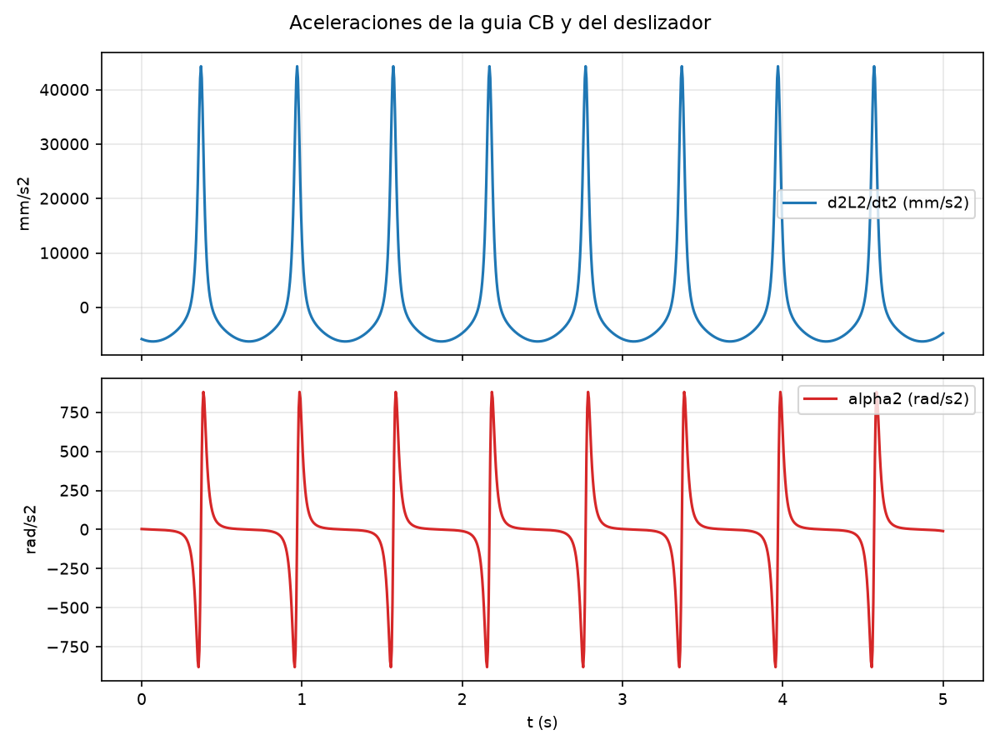 Aceleraciones de la guia CB y del deslizador
40000
30000
20000
10000
0
mm/s2
d2L2/dt2 (mm/s2)
750
500
250
0
−250
−500
−750
rad/s2
alpha2 (rad/s2)
0 1 2 3 4 5
t (s)